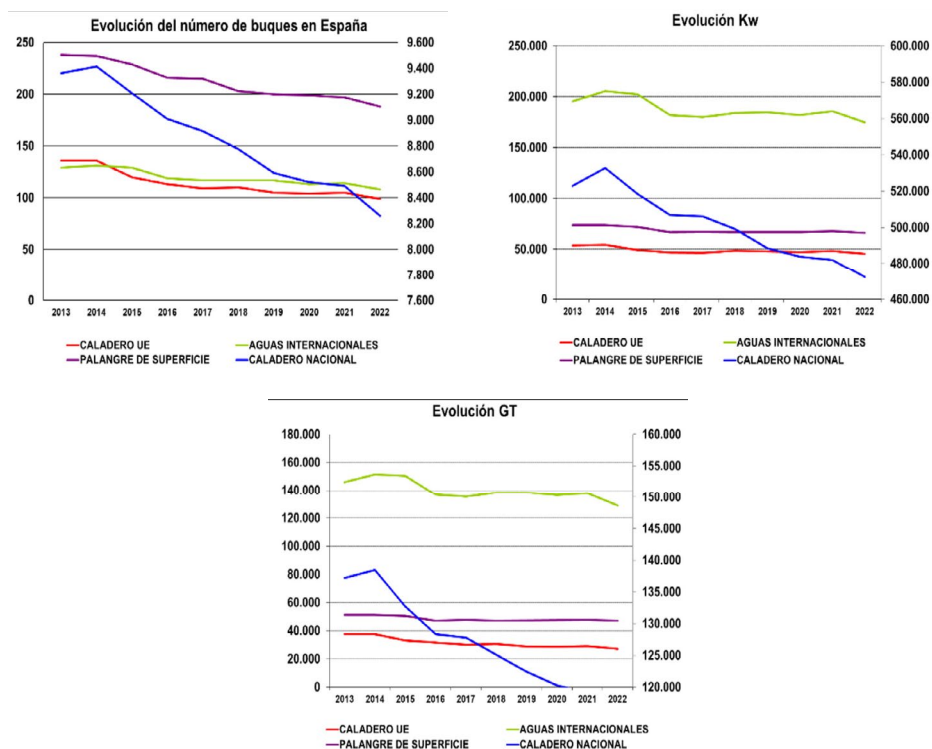 Evolución del número de buques en España
250 9.600
9.400
200 9.200
9.000
150 8.800
8.600
100 8.400
8.200
50 8.000
7.800
0 7.600
2013 2014 2015 2016 2017 2018 2019 2020 2021 2022
CALADERO UE AGUAS INTERNACIONALES
PALANGRE DE SUPERFICIE CALADERO NACIONAL
Evolución Kw
250.000 600.000
580.000
200.000 560.000
540.000
150.000
520.000
100.000 500.000
50.000 480.000
0 460.000
2013 2014 2015 2016 2017 2018 2019 2020 2021 2022
CALADERO UE AGUAS INTERNACIONALES
PALANGRE DE SUPERFICIE CALADERO NACIONAL
Evolución GT
180.000 160.000
160.000 155.000
140.000 150.000
120.000 145.000
100.000 140.000
80.000 135.000
60.000 130.000
40.000
20.000 125.000
0 120.000
2013 2014 2015 2016 2017 2018 2019 2020 2021 2022
CALADERO UE AGUAS INTERNACIONALES
PALANGRE DE SUPERFICIE CALADERO NACIONAL